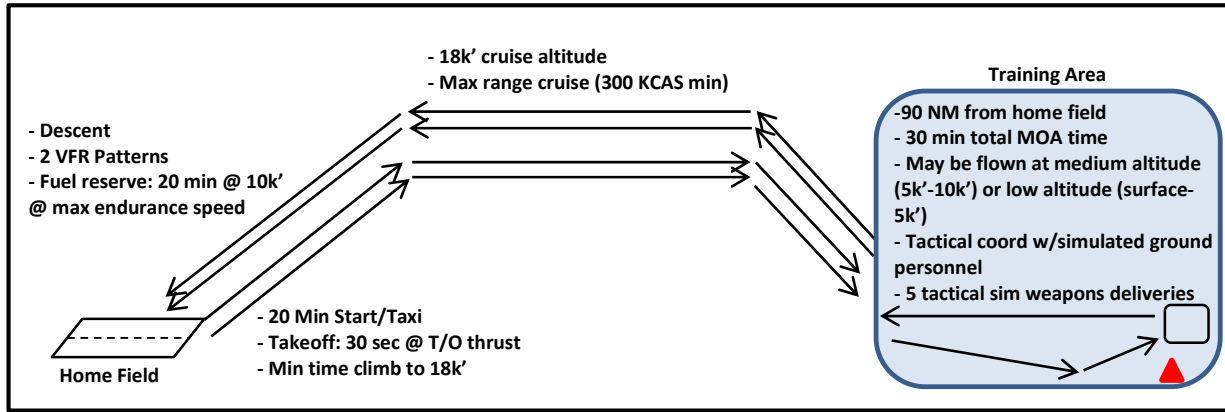 - 18k’ cruise altitude
- Max range cruise (300 KCAS min)
Training Area
-90 NM from home field
- 30 min total MOA time
- May be flown at medium altitude
(5k’-10k’) or low altitude (surface-
5k’)
- Tactical coord w/simulated ground
personnel
- 5 tactical sim weapons deliveries
- Descent
- 2 VFR Patterns
- Fuel reserve: 20 min @ 10k’
@ max endurance speed
- 20 Min Start/Taxi
- Takeoff: 30 sec @ T/O thrust
- Min time climb to 18k’
Home Field